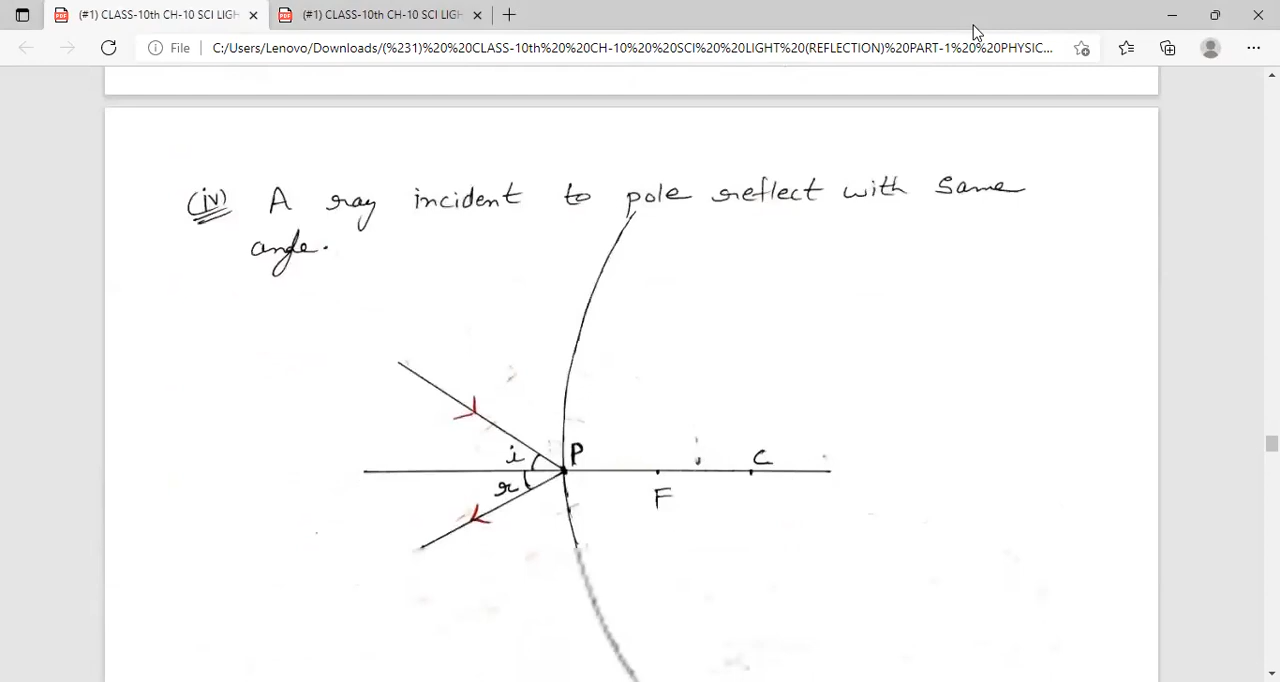 (#1) CLASS-10th CH-10 SCI LIGH
(#1) CLASS-10th CH-10 SCI LIGH
File C:/Users/Lenovo/Downloads/(%231)%20%20CLASS-10th%20%20CH-10%20%20SCI%20%20LIGHT%20(REFLECTION)%20PART-1%20%20PHYSIC...
(iv) A ray incident to pole reflect with same
angle.
i P C
r F